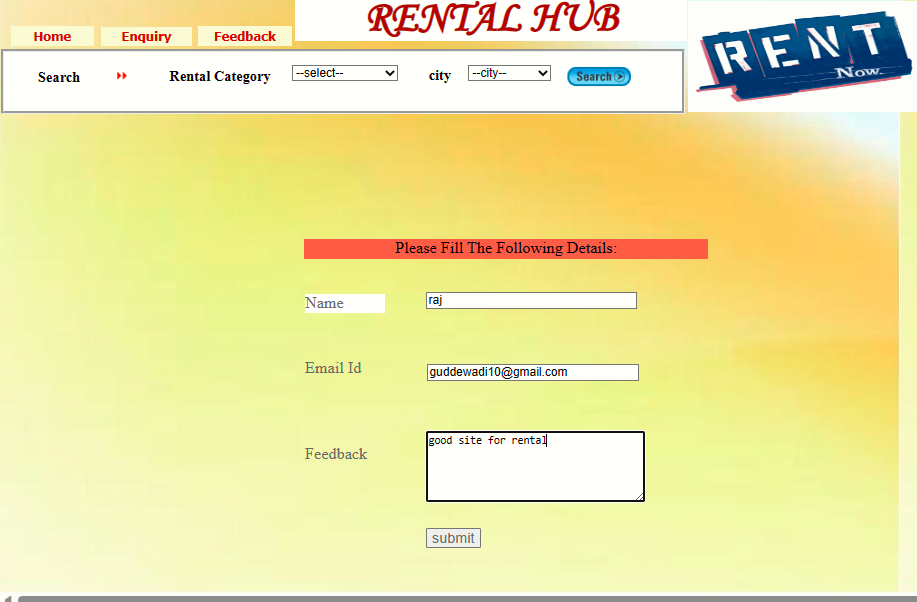 RENTAL HUB
Home Enquiry Feedback
RENT
Now
Search Rental Category --select-- city --city-- Search
Please Fill The Following Details:
Name raj
Email Id guddewadi10@gmail.com
Feedback good site for rental
submit